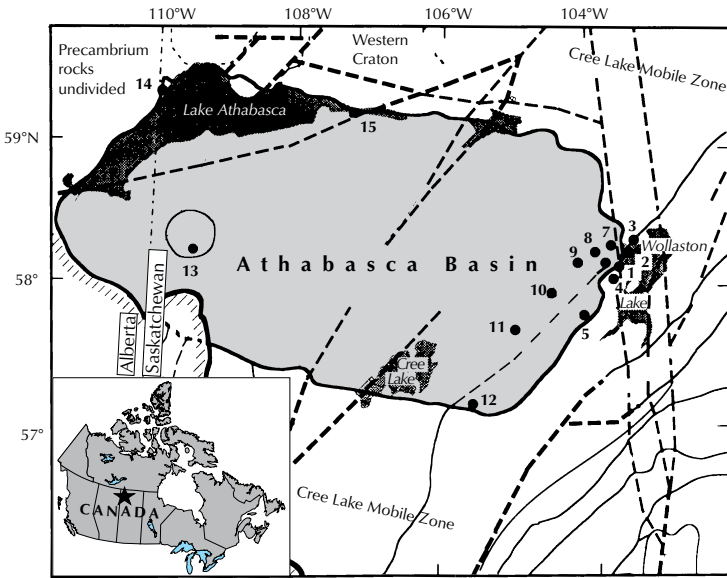 110°W
108°W
106°W
104°W
Precambrium
rocks
undivided
Western
Craton
Cree Lake Mobile Zone
14
Lake Athabasca
15
59°N
3
7
8
Wollaston
9
2
1
13
Athabasca Basin
58°
4
10
Lake
5
11
Alberta
Saskatchewan
Cree
Lake
12
57°
Cree Lake Mobile Zone
CANADA